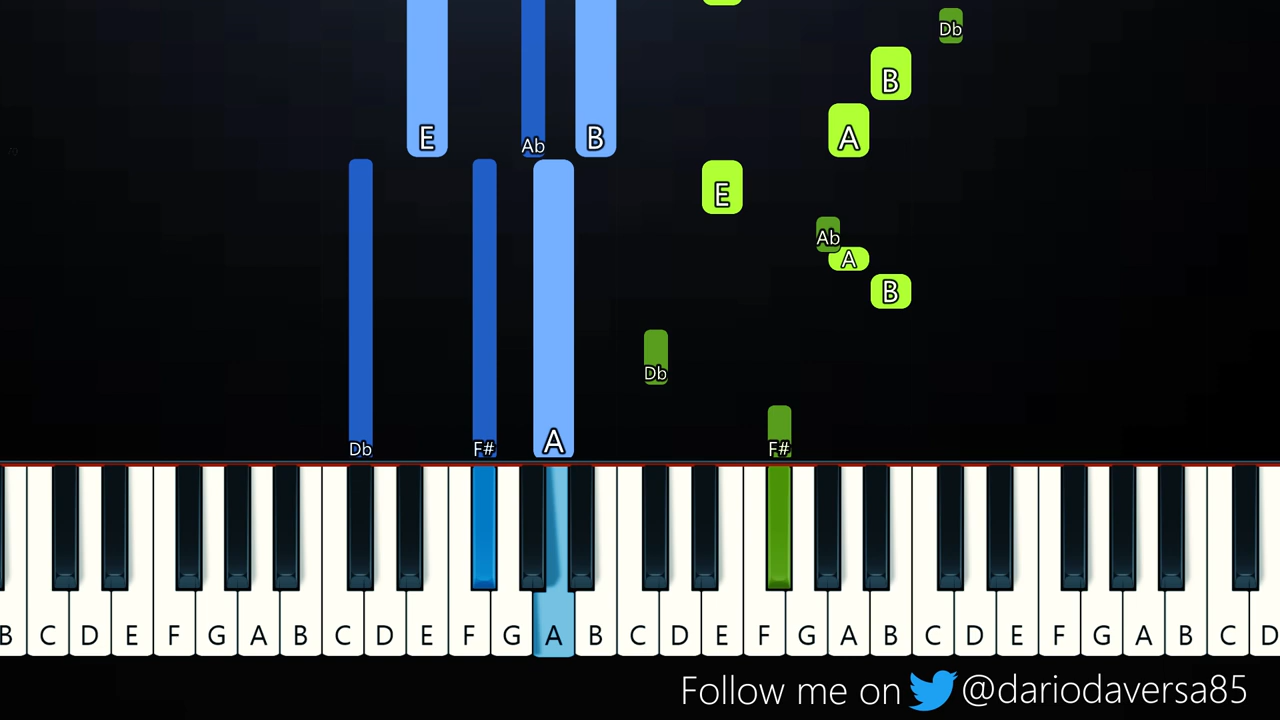 Db
B
A
E Ab B
E
Ab
A
B
Db
Db F# A F#
B C D E F G A B C D E F G A B C D E F G A B C D E F G A B C D
Follow me on @dariodaversa85